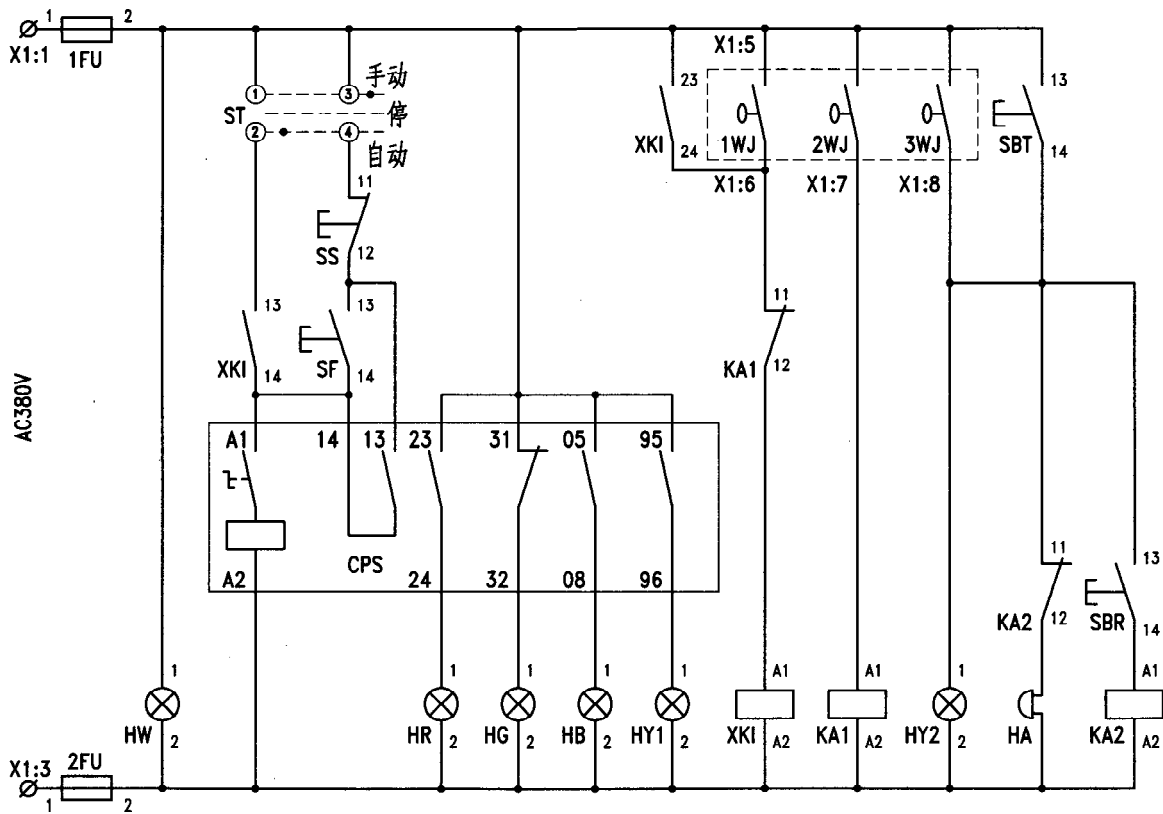 1 2
X1:1 1FU
手动
停
自动
ST
1 3
2 4
11
SS
12
X1:5
23
XKI
24
1WJ 2WJ 3WJ
X1:6 X1:7 X1:8
13
SBT
14
13 13
XKI SF
14 14
11
KA1
12
AC380V
A1 14 13 23 31 05 95
CPS
A2 24 32 08 96
11
KA2
12
13
SBR
14
1 1 1 1 1 A1 A1 1 A1
HW HR HG HB HY1 XKI KA1 HY2 HA KA2
2 2 2 2 2 A2 A2 2 A2
X1:3 2FU
1 2